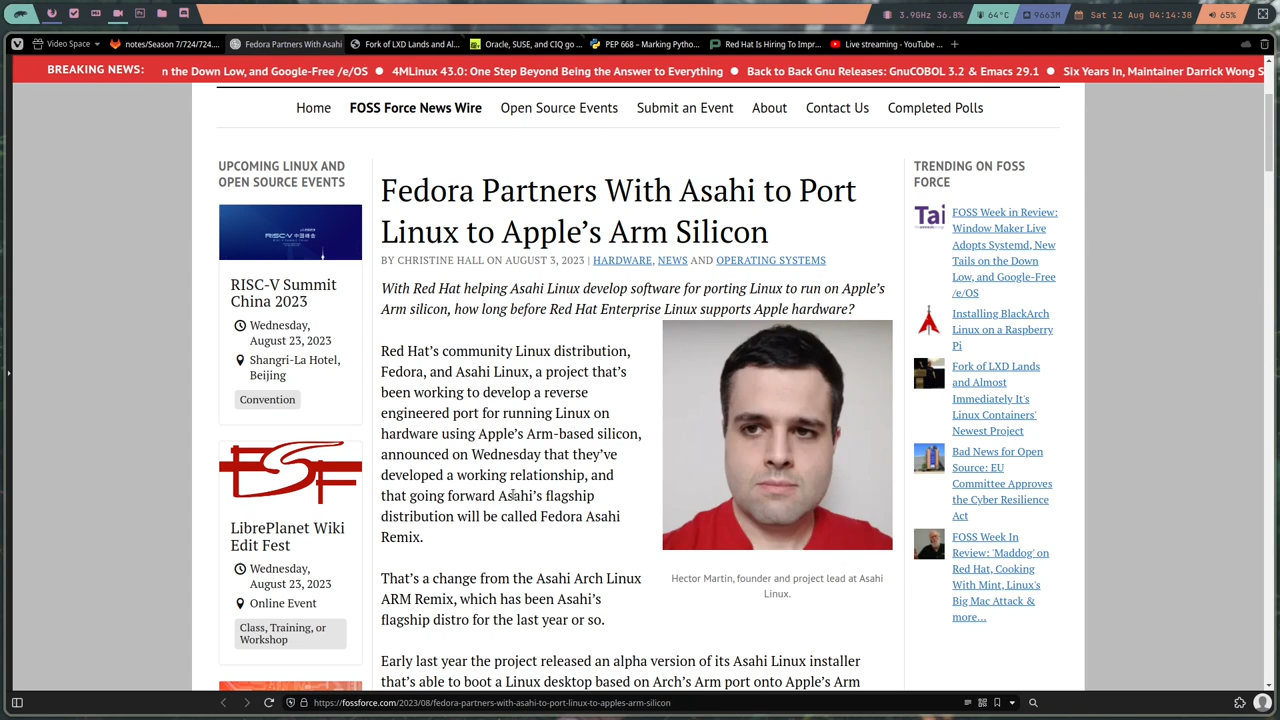 3.9GHz 36.8%
64°C
9663M
Sat 12 Aug 04:14:38
65%
Video Space
notes/Season 7/724/724....
Fedora Partners With Asahi
Fork of LXD Lands and Al...
Oracle, SUSE, and CIQ go ...
PEP 668 – Marking Pytho...
Red Hat Is Hiring To Impr...
Live streaming - YouTube ...
BREAKING NEWS:
n the Down Low, and Google-Free /e/OS
4MLinux 43.0: One Step Beyond Being the Answer to Everything
Back to Back Gnu Releases: GnuCOBOL 3.2 & Emacs 29.1
Six Years In, Maintainer Darrick Wong S
Home
FOSS Force News Wire
Open Source Events
Submit an Event
About
Contact Us
Completed Polls
UPCOMING LINUX AND
OPEN SOURCE EVENTS
RISC-V Summit
China 2023
Wednesday,
August 23, 2023
Shangri-La Hotel,
Beijing
Convention
LibrePlanet Wiki
Edit Fest
Wednesday,
August 23, 2023
Online Event
Class, Training, or
Workshop
Fedora Partners With Asahi to Port
Linux to Apple’s Arm Silicon
BY CHRISTINE HALL ON AUGUST 3, 2023 | HARDWARE, NEWS AND OPERATING SYSTEMS
With Red Hat helping Asahi Linux develop software for porting Linux to run on Apple’s
Arm silicon, how long before Red Hat Enterprise Linux supports Apple hardware?
Red Hat’s community Linux distribution,
Fedora, and Asahi Linux, a project that’s
been working to develop a reverse
engineered port for running Linux on
hardware using Apple’s Arm-based silicon,
announced on Wednesday that they’ve
developed a working relationship, and
that going forward Asahi’s flagship
distribution will be called Fedora Asahi
Remix.
Hector Martin, founder and project lead at Asahi
Linux.
That’s a change from the Asahi Arch Linux
ARM Remix, which has been Asahi’s
flagship distro for the last year or so.
Early last year the project released an alpha version of its Asahi Linux installer
that’s able to boot a Linux desktop based on Arch’s Arm port onto Apple’s Arm
TRENDING ON FOSS
FORCE
Tai
FOSS Week in Review:
Window Maker Live
Adopts Systemd, New
Tails on the Down
Low, and Google-Free
/e/OS
Installing BlackArch
Linux on a Raspberry
Pi
Fork of LXD Lands
and Almost
Immediately It's
Linux Containers'
Newest Project
Bad News for Open
Source: EU
Committee Approves
the Cyber Resilience
Act
FOSS Week In
Review: 'Maddog' on
Red Hat, Cooking
With Mint, Linux's
Big Mac Attack &
more…
https://fossforce.com/2023/08/fedora-partners-with-asahi-to-port-linux-to-apples-arm-silicon